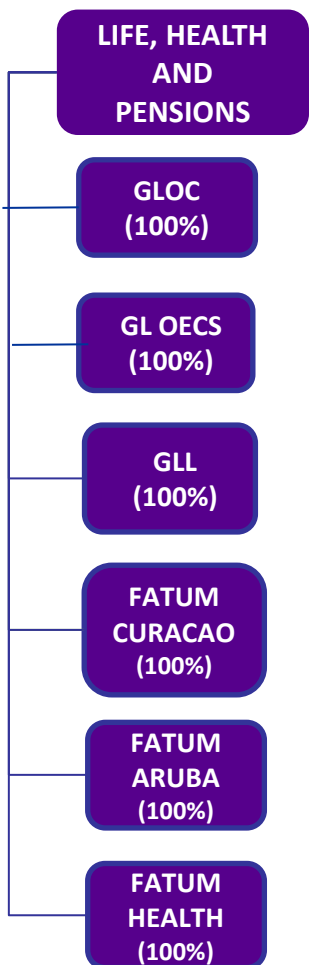 LIFE, HEALTH
AND
PENSIONS
GLOC
(100%)
GL OECS
(100%)
GLL
(100%)
FATUM
CURACAO
(100%)
FATUM
ARUBA
(100%)
FATUM
HEALTH
(100%)